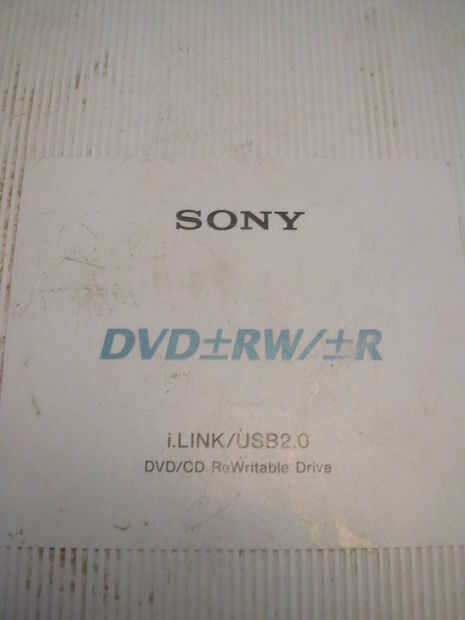 SONY
DVD±RW/±R
i.LINK/USB2.0
DVD/CD ReWritable Drive